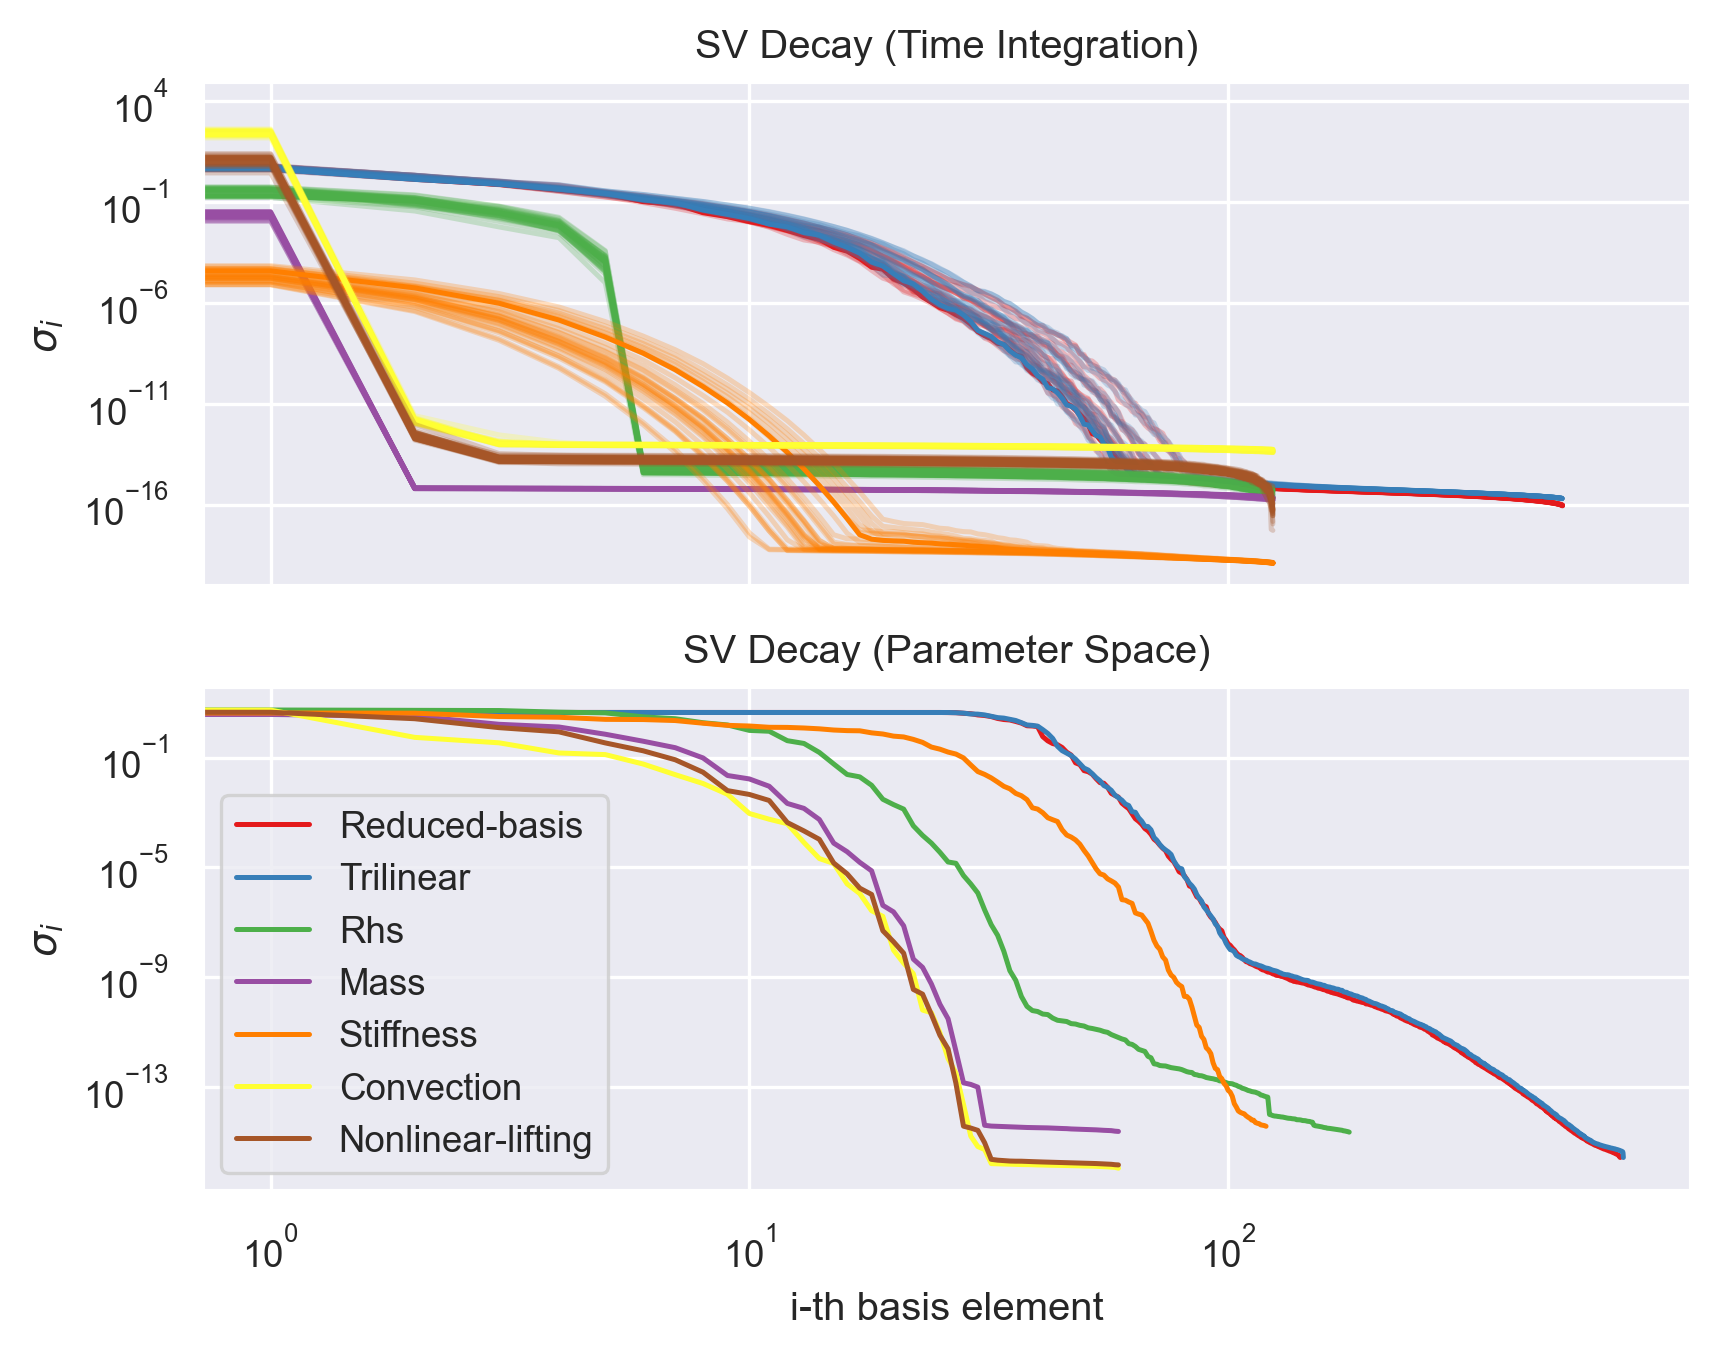 SV Decay (Time Integration)
10^4
10^−1
10^−6
10^−11
10^−16
σ_i
SV Decay (Parameter Space)
10^−1
10^−5
10^−9
10^−13
σ_i
Reduced-basis
Trilinear
Rhs
Mass
Stiffness
Convection
Nonlinear-lifting
10^0 10^1 10^2
i-th basis element